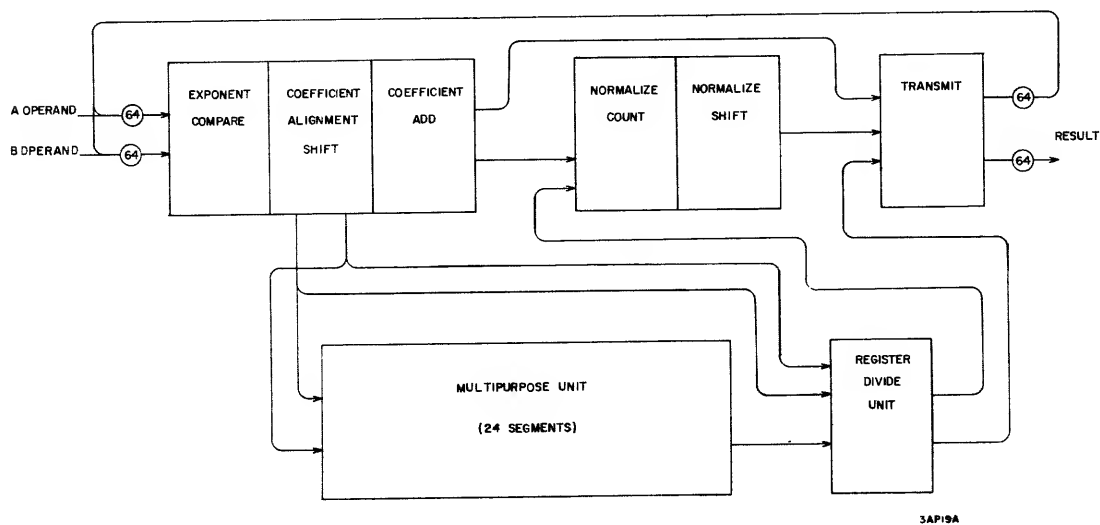 EXPONENT
COMPARE
COEFFICIENT
ALIGNMENT
SHIFT
COEFFICIENT
ADD
NORMALIZE
COUNT
NORMALIZE
SHIFT
TRANSMIT
A OPERAND
64
B OPERAND
64
64
64
RESULT
MULTIPURPOSE UNIT
(24 SEGMENTS)
REGISTER
DIVIDE
UNIT
3AP19A